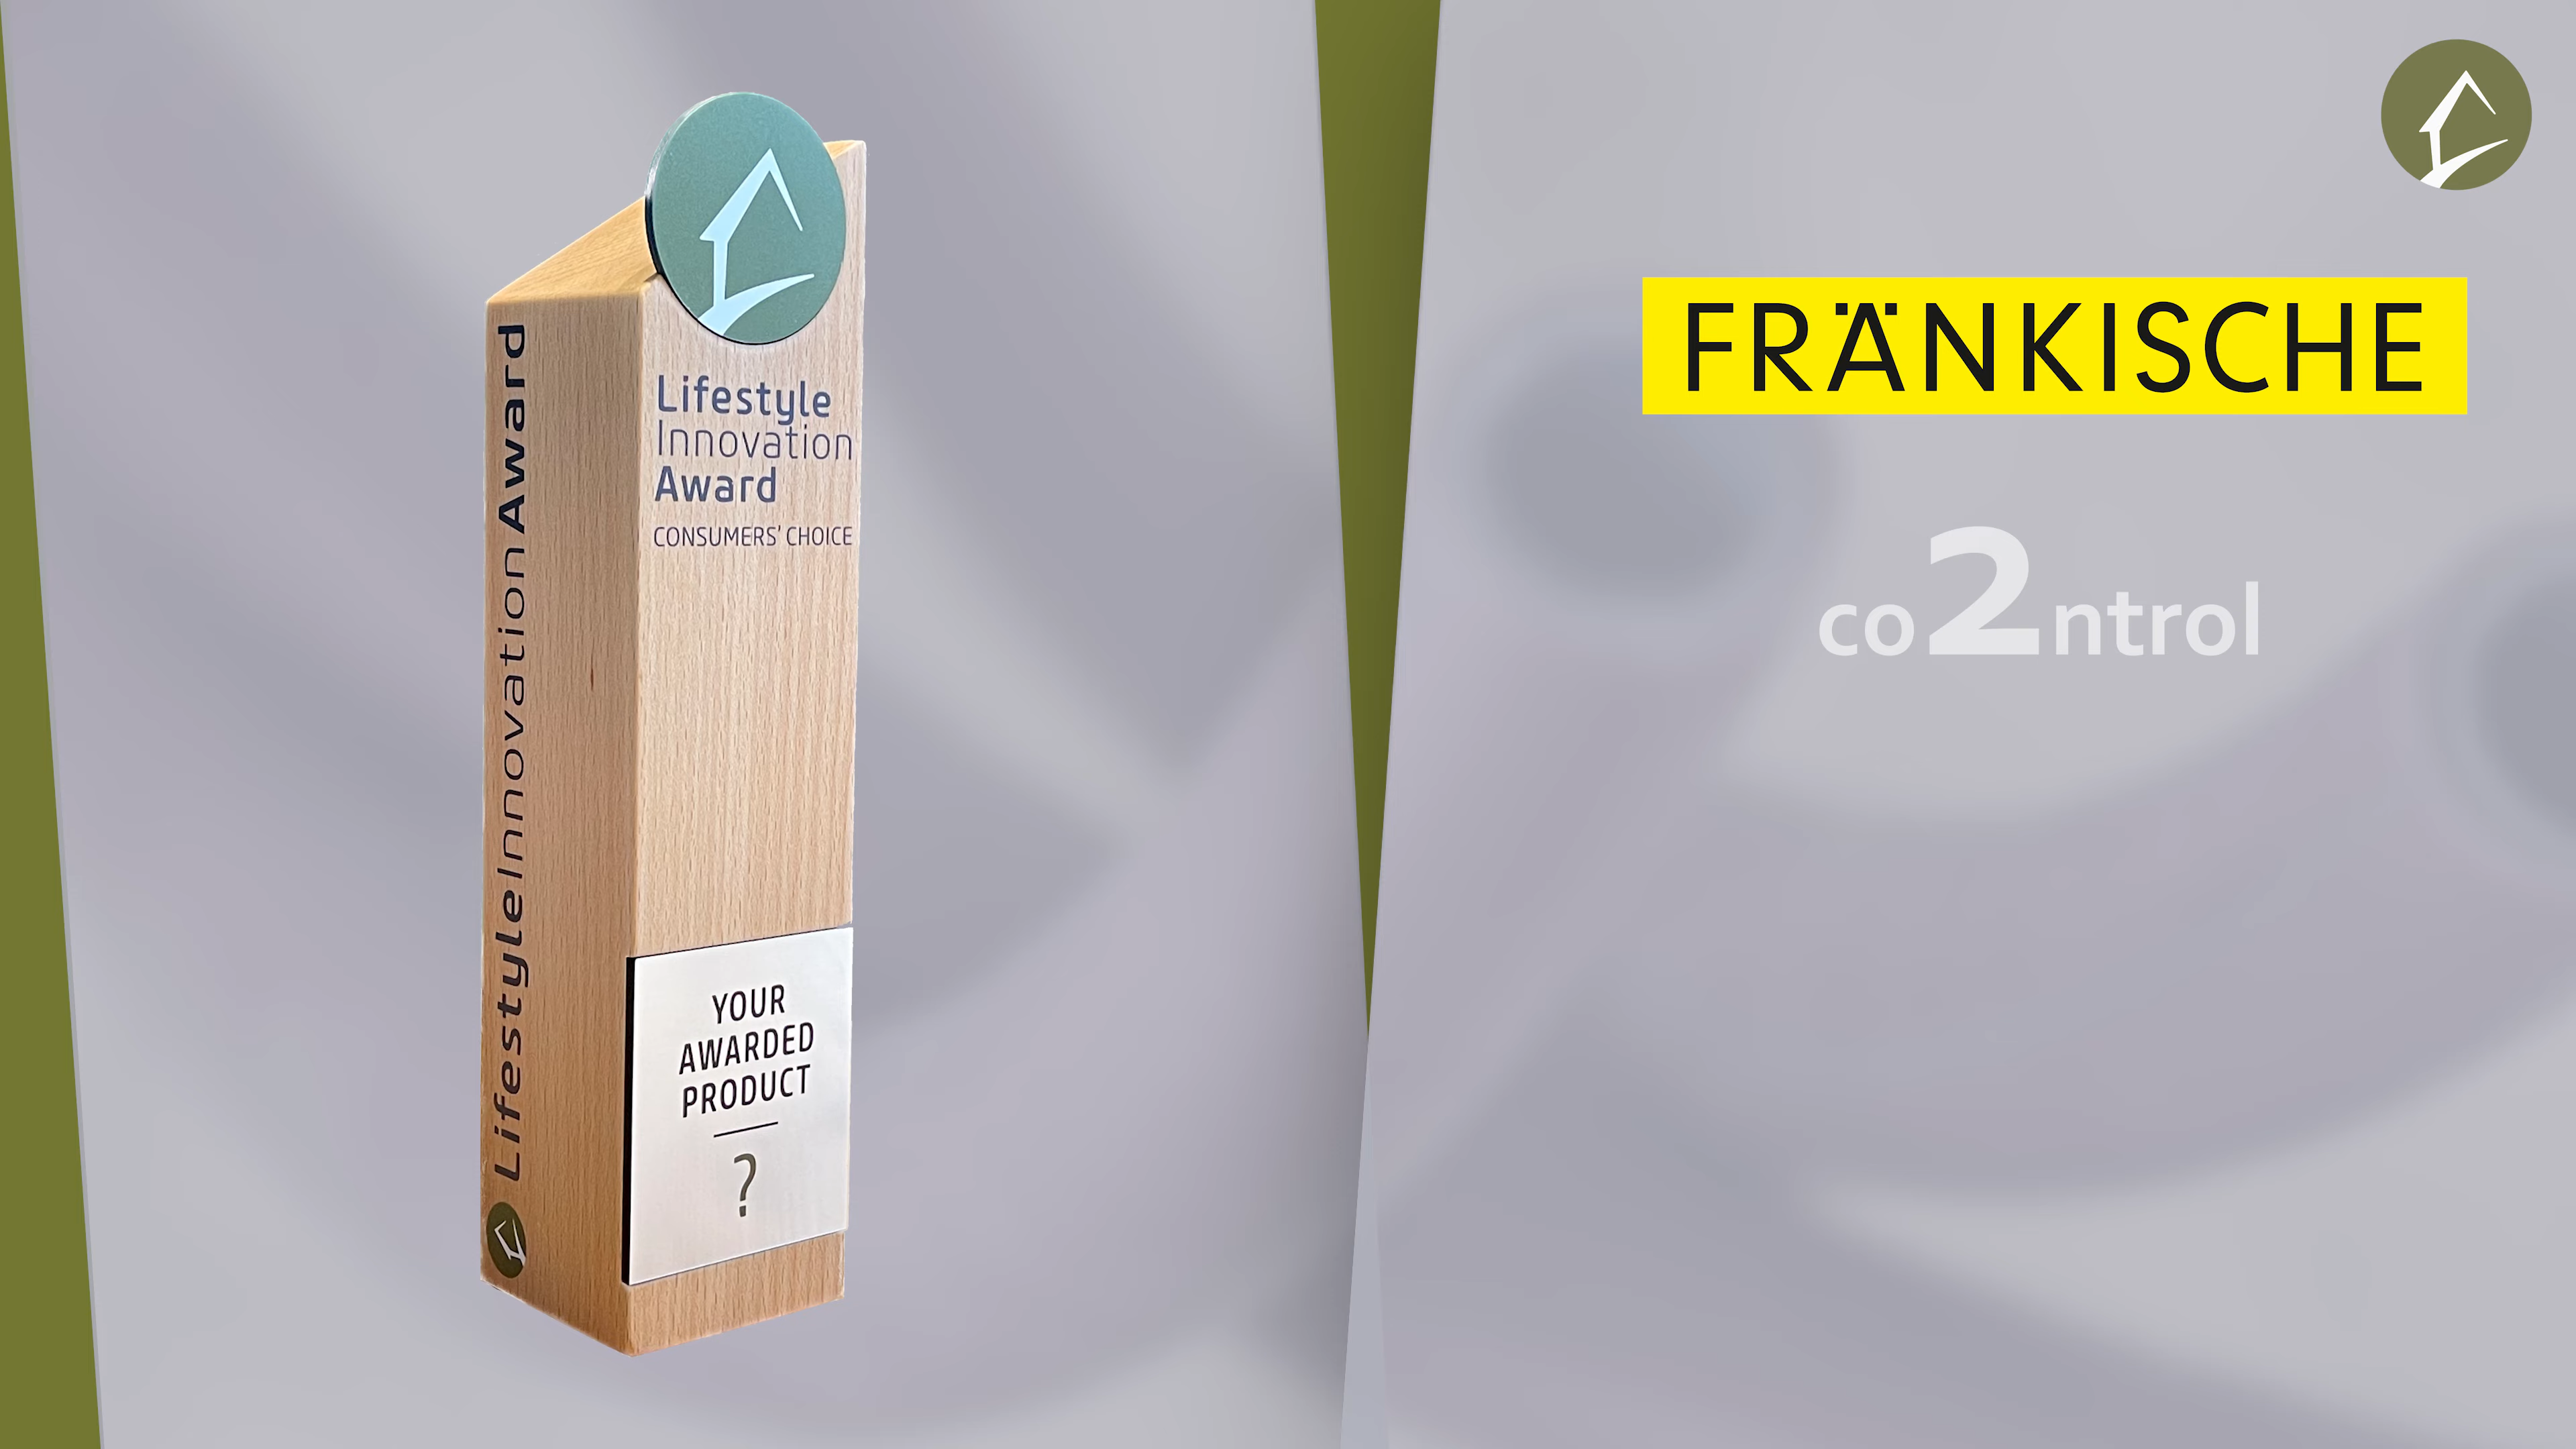 Lifestyle
Innovation
Award
CONSUMERS' CHOICE
LifestyleInnovationAward
YOUR
AWARDED
PRODUCT
?
FRÄNKISCHE
co2ntrol